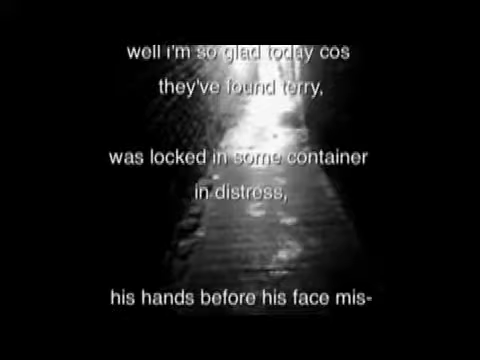 well i'm so glad today cos
they've found terry,
was locked in some container
in distress,
his hands before his face mis-